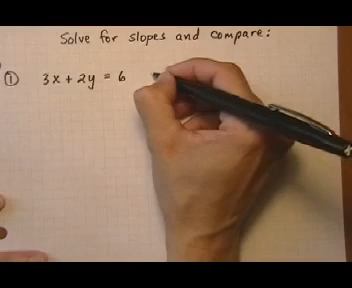 Solve for slopes and compare:
① 3x + 2y = 6